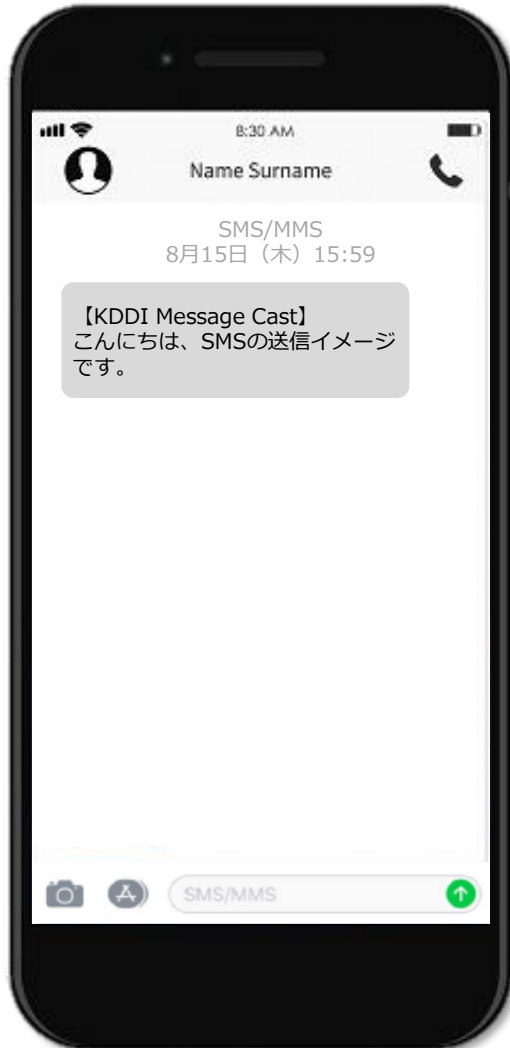 8:30 AM
Name Surname
SMS/MMS
8月15日（木）15:59
【KDDI Message Cast】
こんにちは、SMSの送信イメージ
です。
SMS/MMS